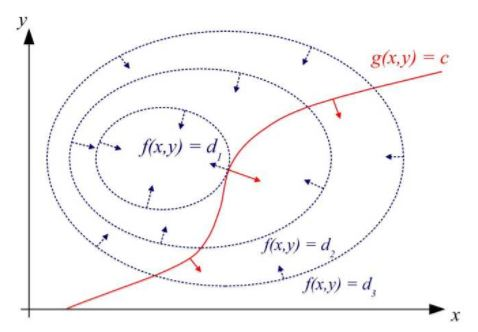 y
g(x,y) = c
f(x,y) = d₁
f(x,y) = d₂
f(x,y) = d₃
x